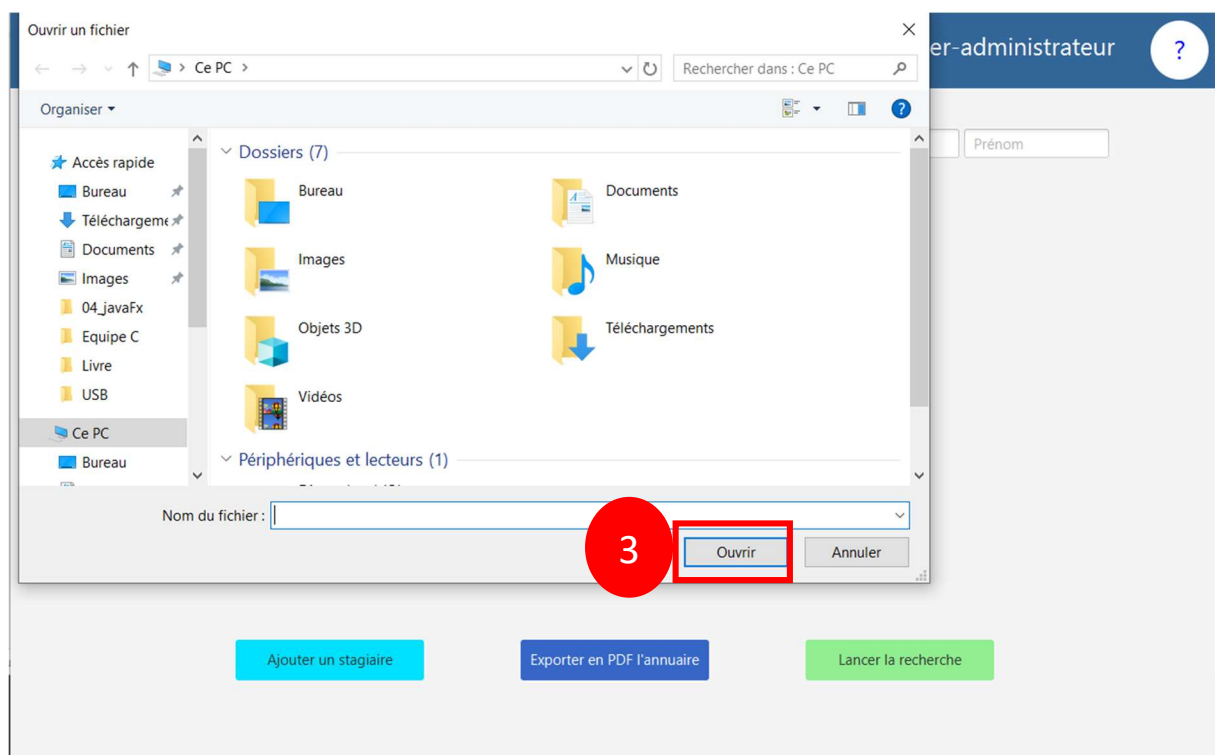 Ouvrir un fichier
er-administrateur
?
Ce PC
Rechercher dans : Ce PC
Organiser
?
Prénom
Accès rapide
Bureau
Téléchargeme
Documents
Images
04_javaFx
Equipe C
Livre
USB
Ce PC
Bureau
Dossiers (7)
Bureau
Documents
Images
Musique
Objets 3D
Téléchargements
Vidéos
Périphériques et lecteurs (1)
Nom du fichier :
3
Ouvrir
Annuler
Ajouter un stagiaire
Exporter en PDF l'annuaire
Lancer la recherche